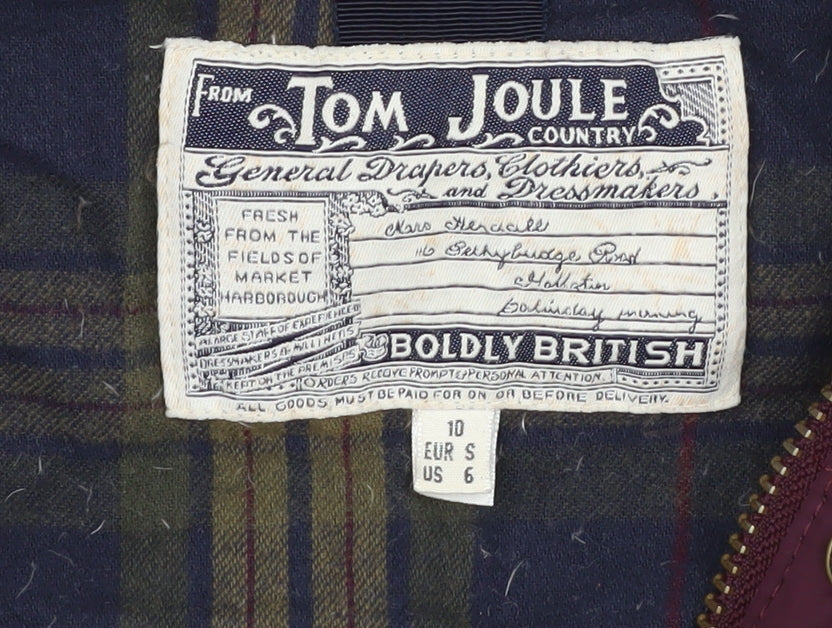 FROM TOM JOULE
COUNTRY
General Drapers, Clothiers,
and Dressmakers,
FRESH
FROM THE
FIELDS OF
MARKET
HARBOROUGH
A LARGE STAFF OF EXPERIENCED
DRESSMAKERS & MILLINERS
KEPT ON THE PREMISES
Road
morning
BOLDLY BRITISH
ORDERS RECEIVE PROMPT & PERSONAL ATTENTION.
ALL GOODS MUST BE PAID FOR ON OR BEFORE DELIVERY.
10
EUR S
US 6